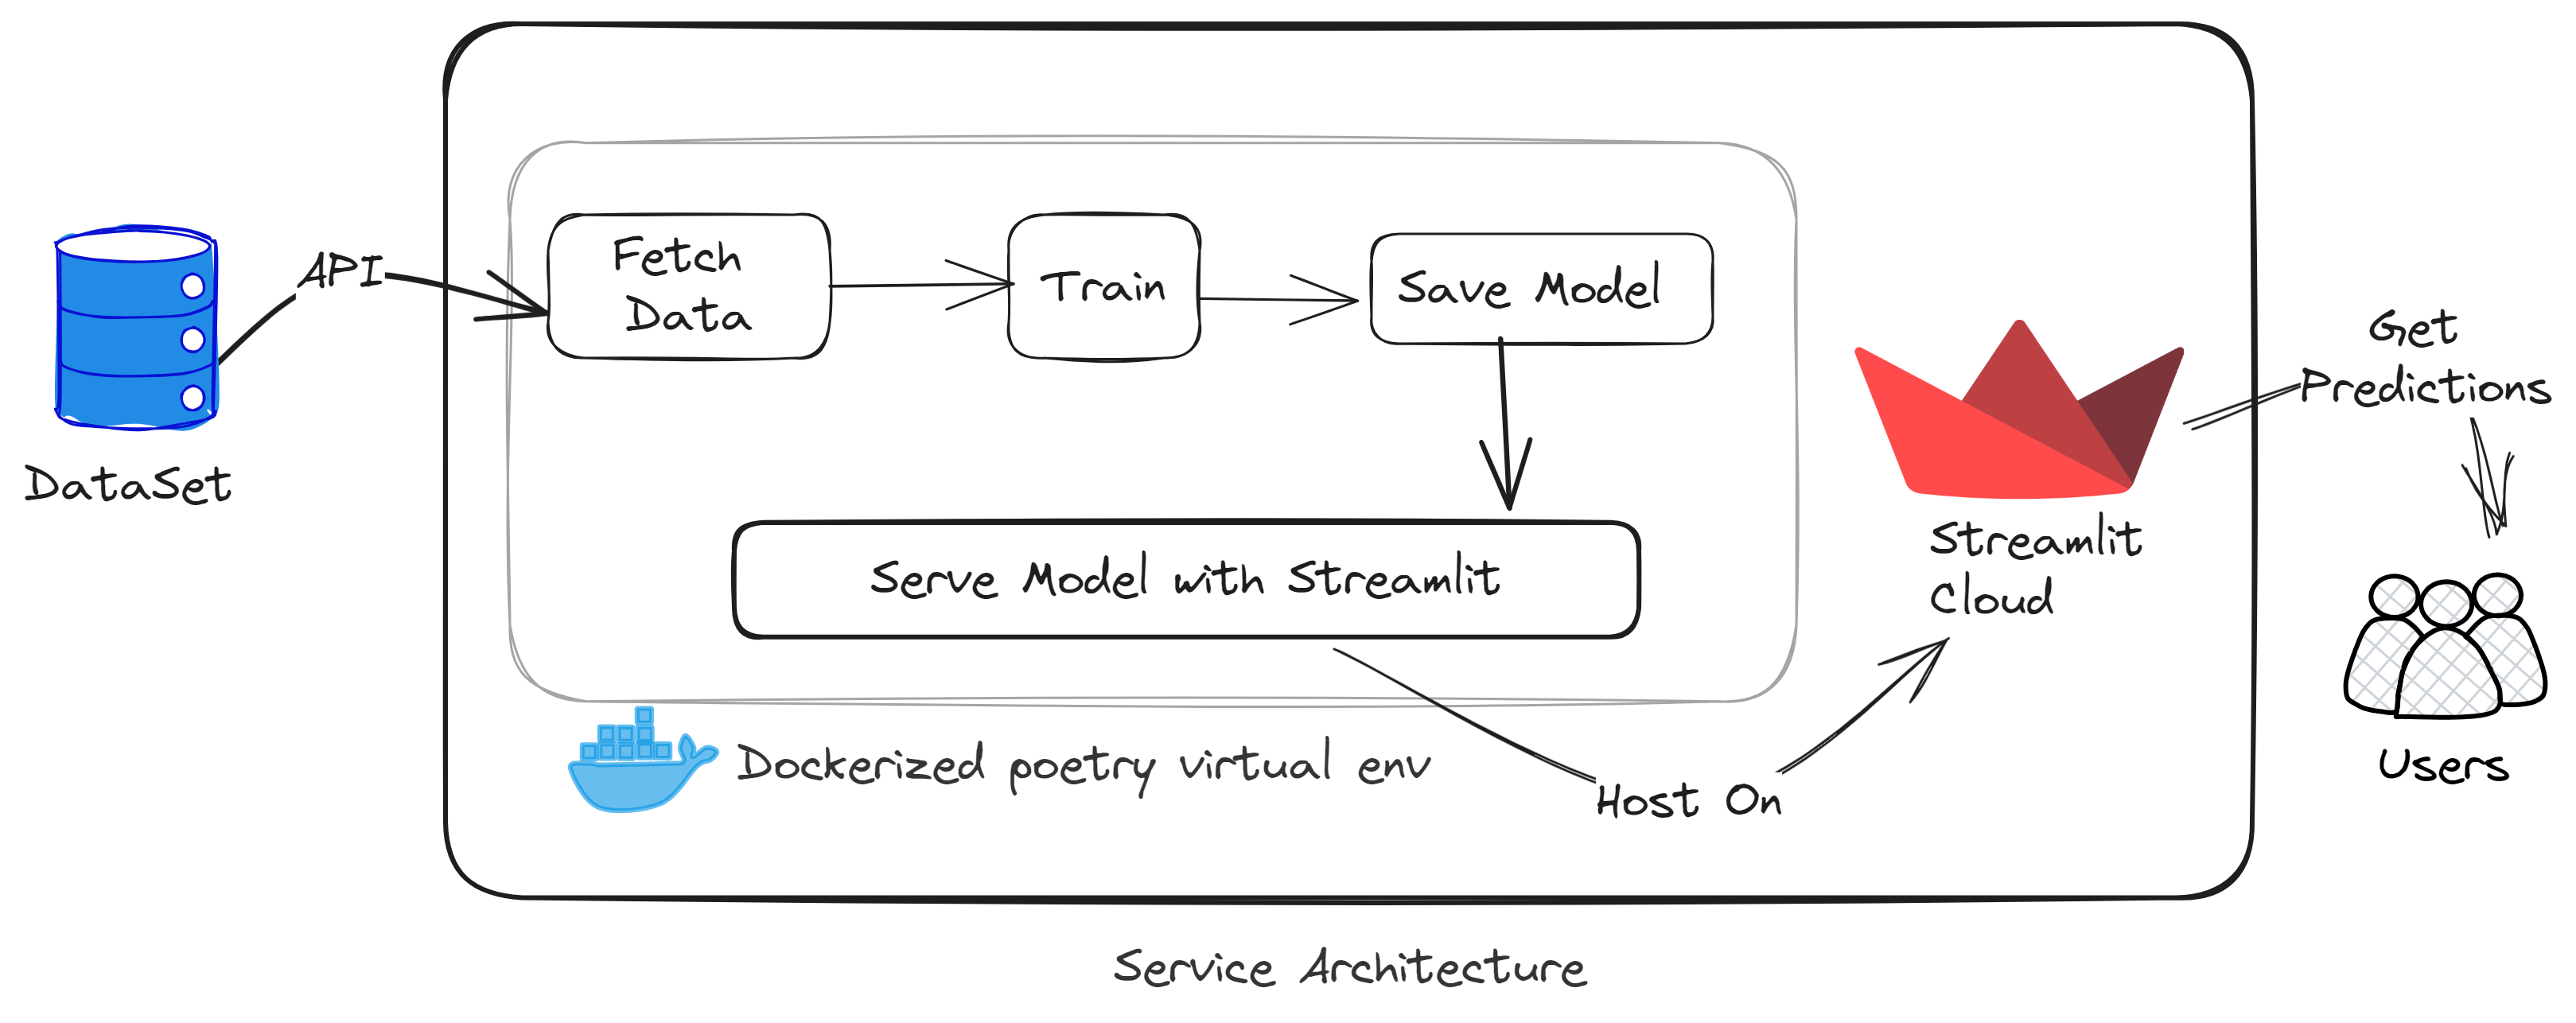 DataSet
API
Fetch
Data
Train
Save Model
Serve Model with Streamlit
Dockerized poetry virtual env
Host On
Streamlit
Cloud
Get
Predictions
Users
Service Architecture